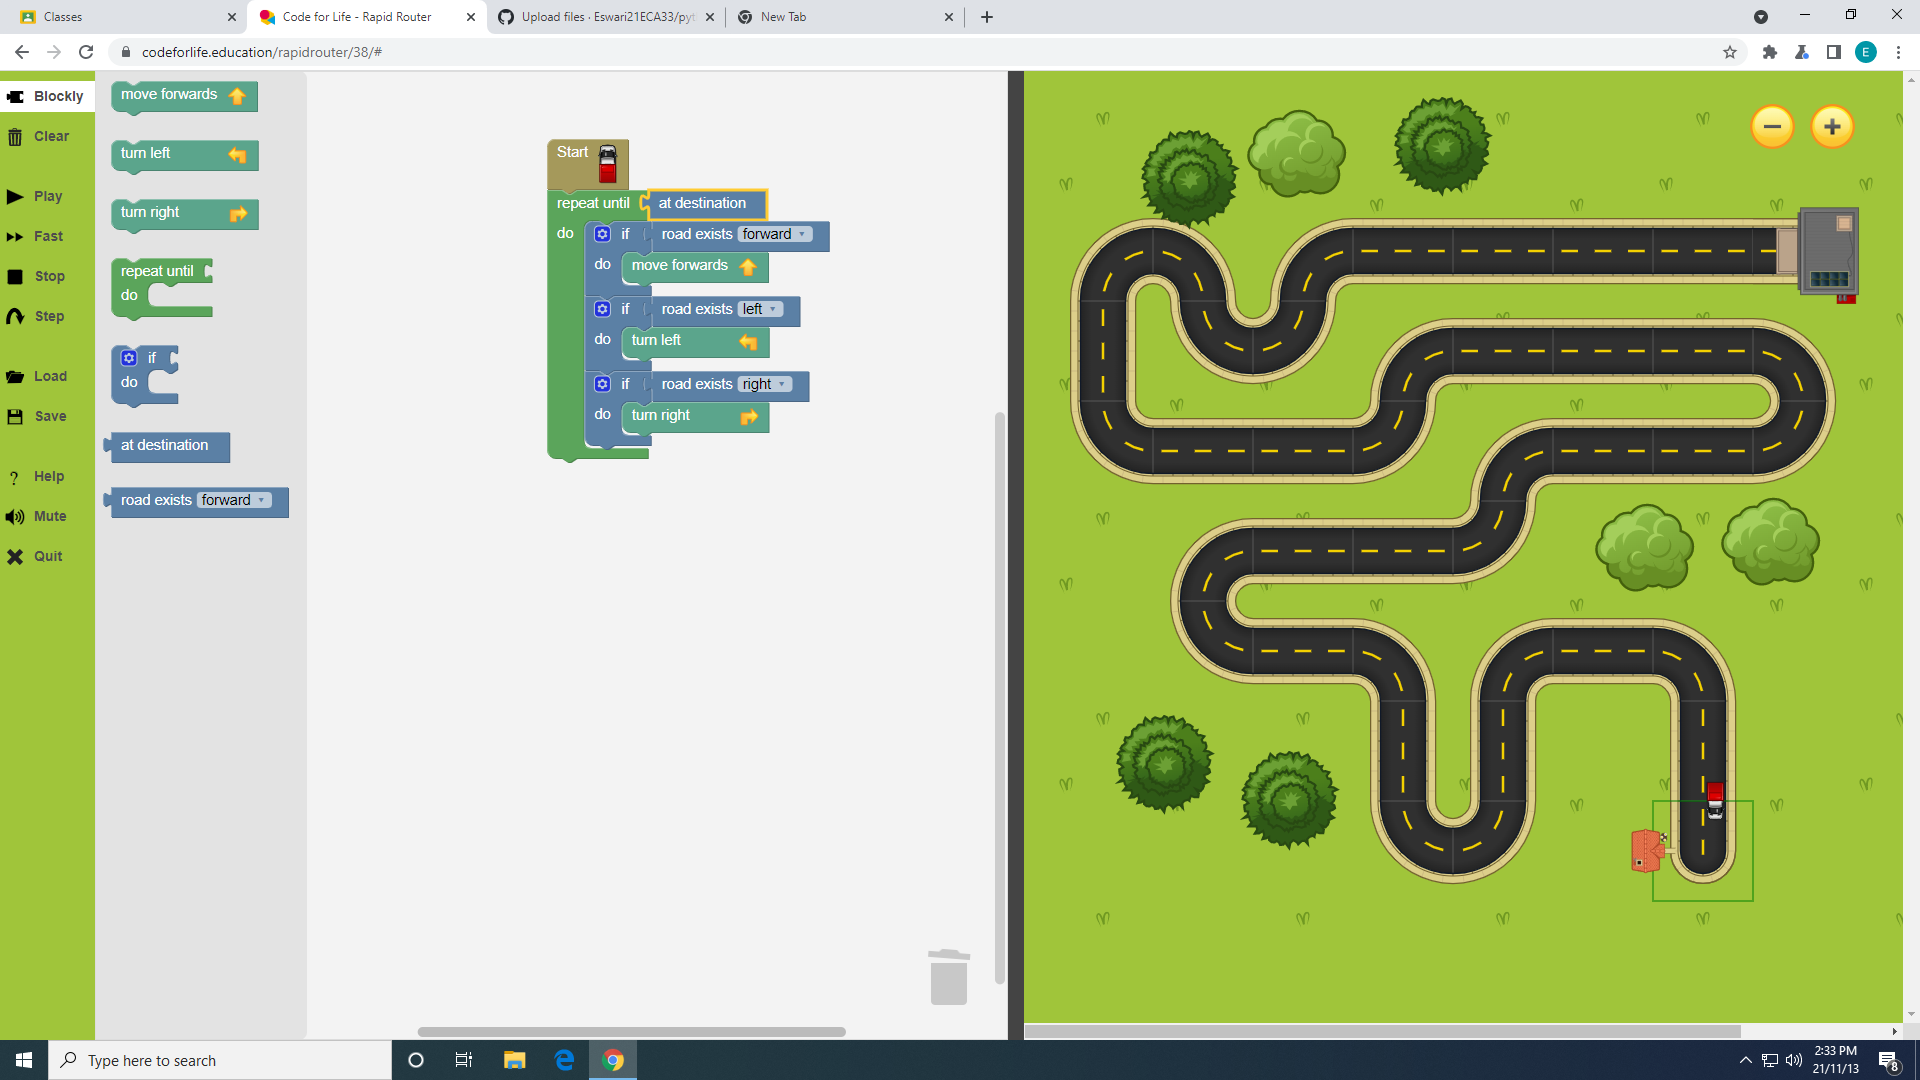 Classes
Code for Life - Rapid Router
Upload files · Eswari21ECA33/pyt
New Tab
codeforlife.education/rapidrouter/38/#
E
Blockly
Clear
Play
Fast
Stop
Step
Load
Save
Help
Mute
Quit
move forwards
turn left
turn right
repeat until
do
if
do
at destination
road exists forward
Start
repeat until at destination
do if road exists forward
do move forwards
if road exists left
do turn left
if road exists right
do turn right
Type here to search
2:33 PM
21/11/13
8